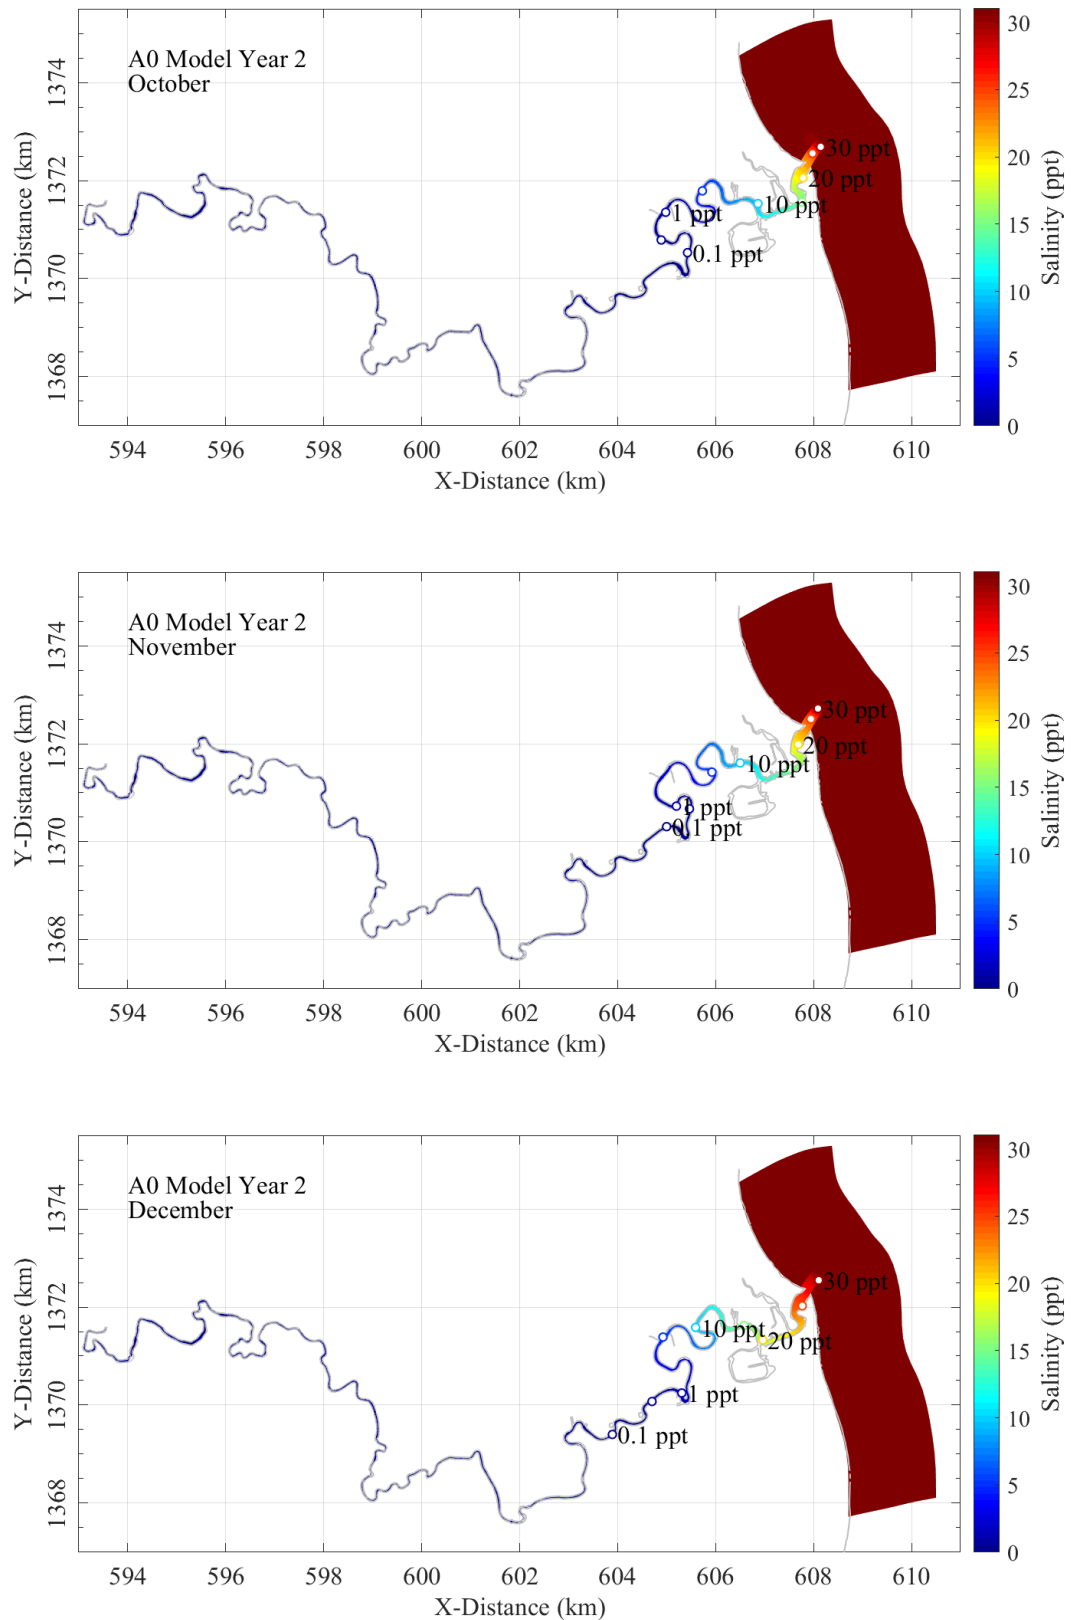 A0 Model Year 2
October
30 ppt
20 ppt
10 ppt
1 ppt
0.1 ppt
1374
1372
1370
1368
Y-Distance (km)
594 596 598 600 602 604 606 608 610
X-Distance (km)
30
25
20
15
10
5
0
Salinity (ppt)
A0 Model Year 2
November
30 ppt
20 ppt
10 ppt
1 ppt
0.1 ppt
1374
1372
1370
1368
Y-Distance (km)
594 596 598 600 602 604 606 608 610
X-Distance (km)
30
25
20
15
10
5
0
Salinity (ppt)
A0 Model Year 2
December
30 ppt
10 ppt
20 ppt
1 ppt
0.1 ppt
1374
1372
1370
1368
Y-Distance (km)
594 596 598 600 602 604 606 608 610
X-Distance (km)
30
25
20
15
10
5
0
Salinity (ppt)